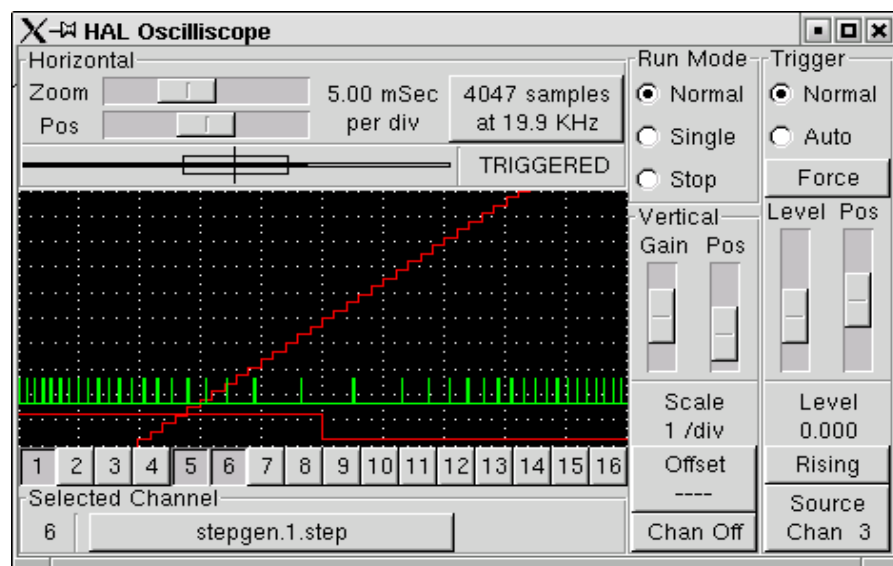 HAL Oscilliscope
Horizontal
Zoom
Pos
5.00 mSec
per div
4047 samples
at 19.9 KHz
TRIGGERED
Run Mode
Normal
Single
Stop
Trigger
Normal
Auto
Force
Vertical
Gain Pos
Level Pos
Scale
1 /div
Offset
----
Chan Off
Level
0.000
Rising
Source
Chan 3
1 2 3 4 5 6 7 8 9 10 11 12 13 14 15 16
Selected Channel
6 stepgen.1.step